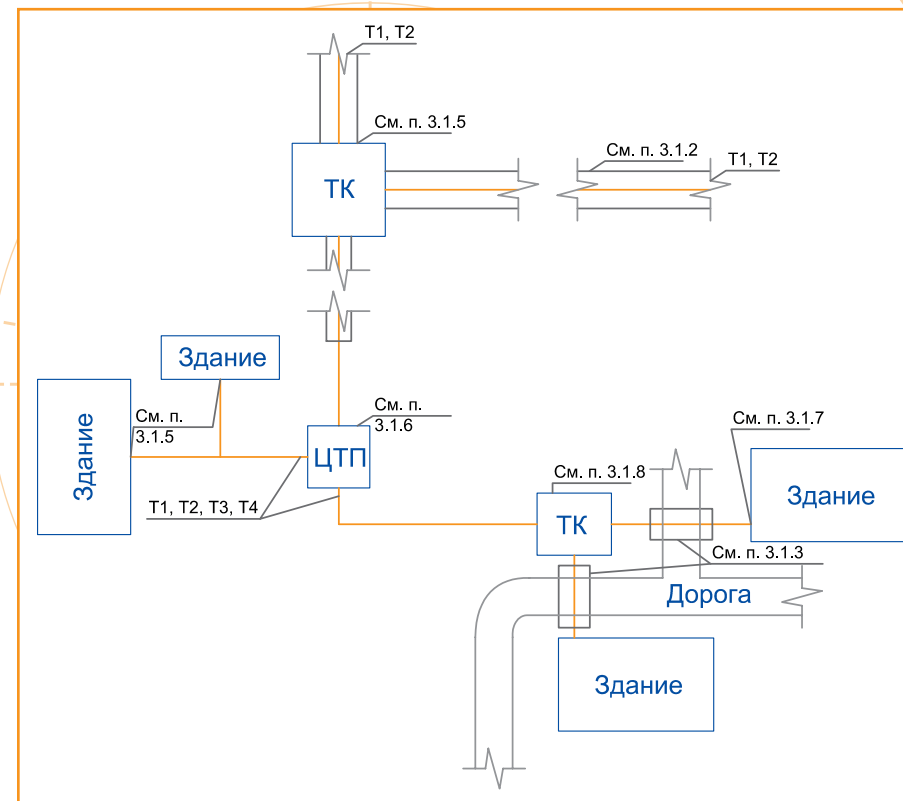 Т1, Т2
См. п. 3.1.5
См. п. 3.1.2
Т1, Т2
ТК
Здание
См. п.
3.1.6
См. п.
3.1.5
См. п. 3.1.7
Здание
ЦТП
См. п. 3.1.8
Здание
Т1, Т2, Т3, Т4
ТК
См. п. 3.1.3
Дорога
Здание